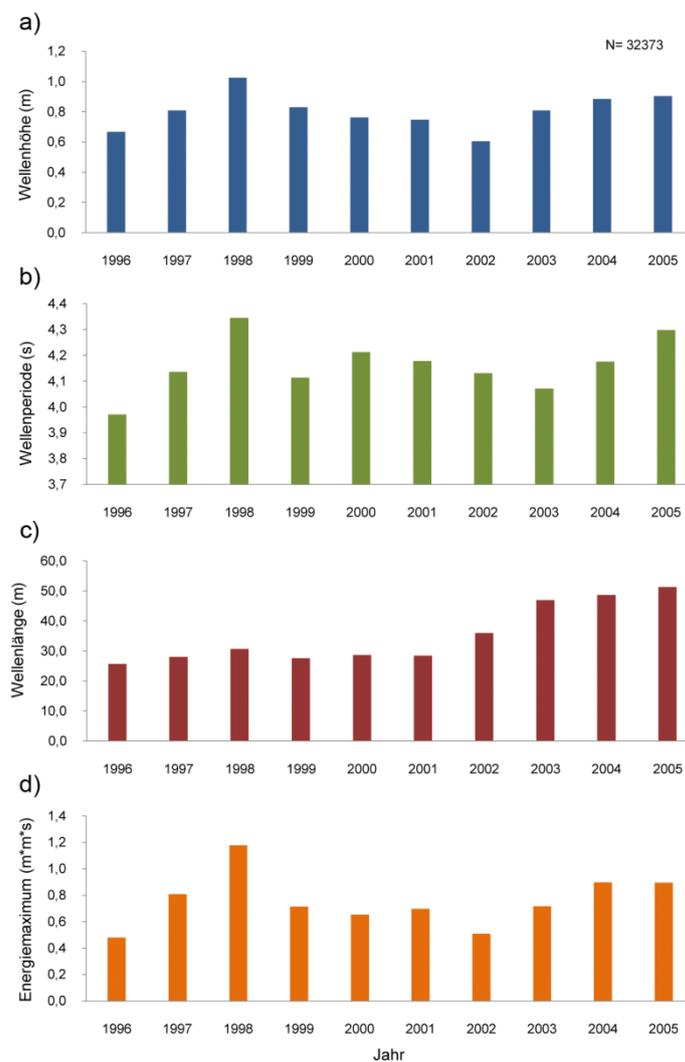 a)
N= 32373
Wellenhöhe (m)
1,2
1,0
0,8
0,6
0,4
0,2
0,0
1996 1997 1998 1999 2000 2001 2002 2003 2004 2005
b)
Wellenperiode (s)
4,4
4,3
4,2
4,1
4,0
3,9
3,8
3,7
1996 1997 1998 1999 2000 2001 2002 2003 2004 2005
c)
Wellenlänge (m)
60,0
50,0
40,0
30,0
20,0
10,0
0,0
1996 1997 1998 1999 2000 2001 2002 2003 2004 2005
d)
Energiemaximum (m*m*s)
1,4
1,2
1,0
0,8
0,6
0,4
0,2
0,0
1996 1997 1998 1999 2000 2001 2002 2003 2004 2005
Jahr